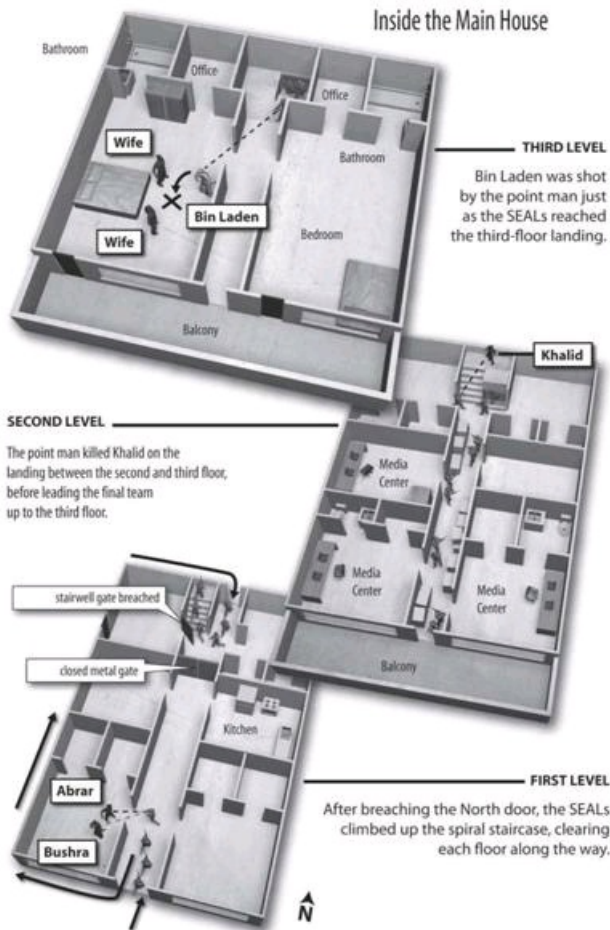 Inside the Main House
Bathroom
Office
Office
Wife
Bathroom
THIRD LEVEL
Bin Laden was shot
by the point man just
as the SEALs reached
the third-floor landing.
Bin Laden
Wife
Bedroom
Balcony
Khalid
SECOND LEVEL
The point man killed Khalid on the
landing between the second and third floor,
before leading the final team
up to the third floor.
Media
Center
Media
Center
Media
Center
Balcony
stairwell gate breached
closed metal gate
Kitchen
Abrar
Bushra
FIRST LEVEL
After breaching the North door, the SEALs
climbed up the spiral staircase, clearing
each floor along the way.
N